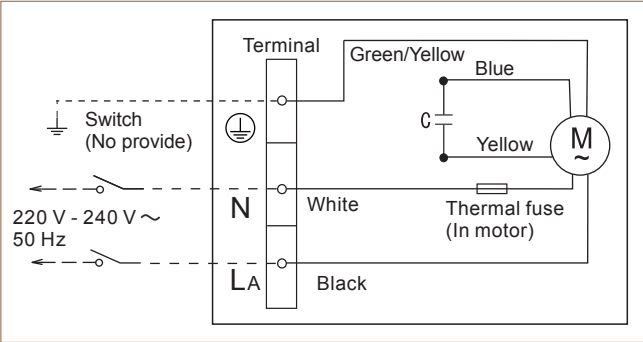 Terminal
Green/Yellow
Blue
Switch
(No provide)
C
Yellow
M
~
N
White
Thermal fuse
(In motor)
220 V - 240 V ~
50 Hz
LA
Black